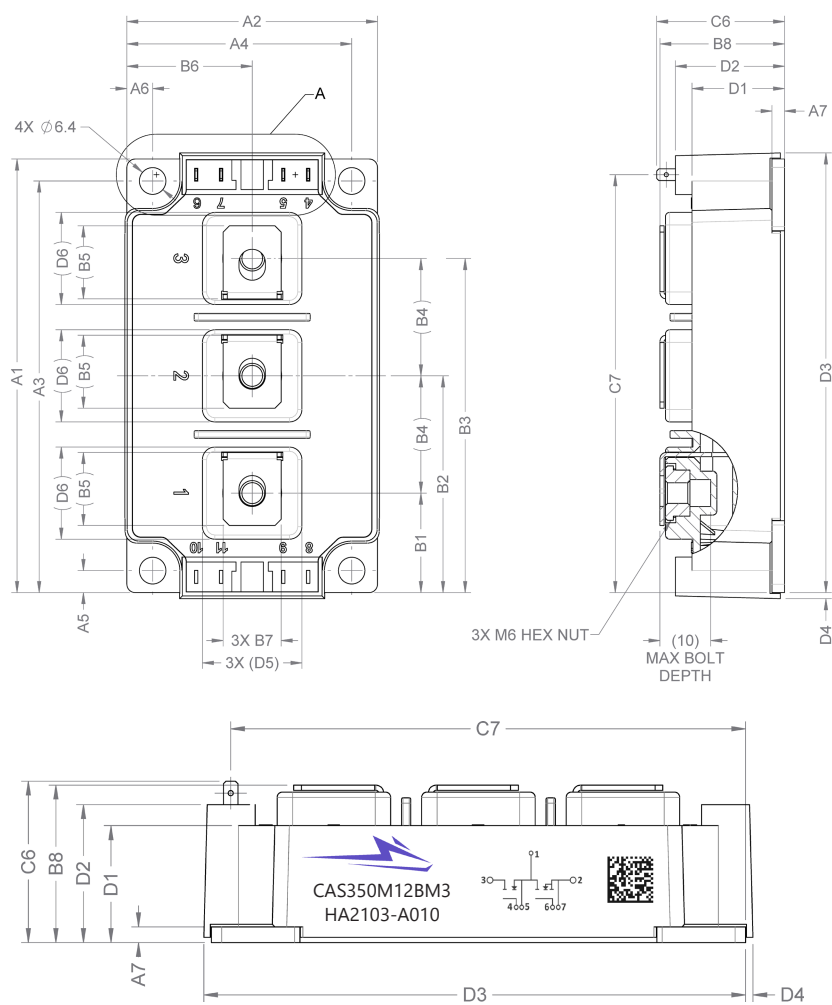 A2
A4
B6
A6
A
4X Ø6.4
C6
B8
D2
D1
A7
6 7 5 4
3
2
1
10 11 9 8
(D6)
(B5)
(D6)
(B5)
(D6)
(B5)
A1
A3
A5
(B4)
(B4)
B3
B2
B1
C7
D3
D4
3X B7
3X (D5)
3X M6 HEX NUT
(10)
MAX BOLT
DEPTH
C7
C6
B8
D2
D1
A7
CAS350M12BM3
HA2103-A010
1
3 2
4 5 6 7
D3
D4